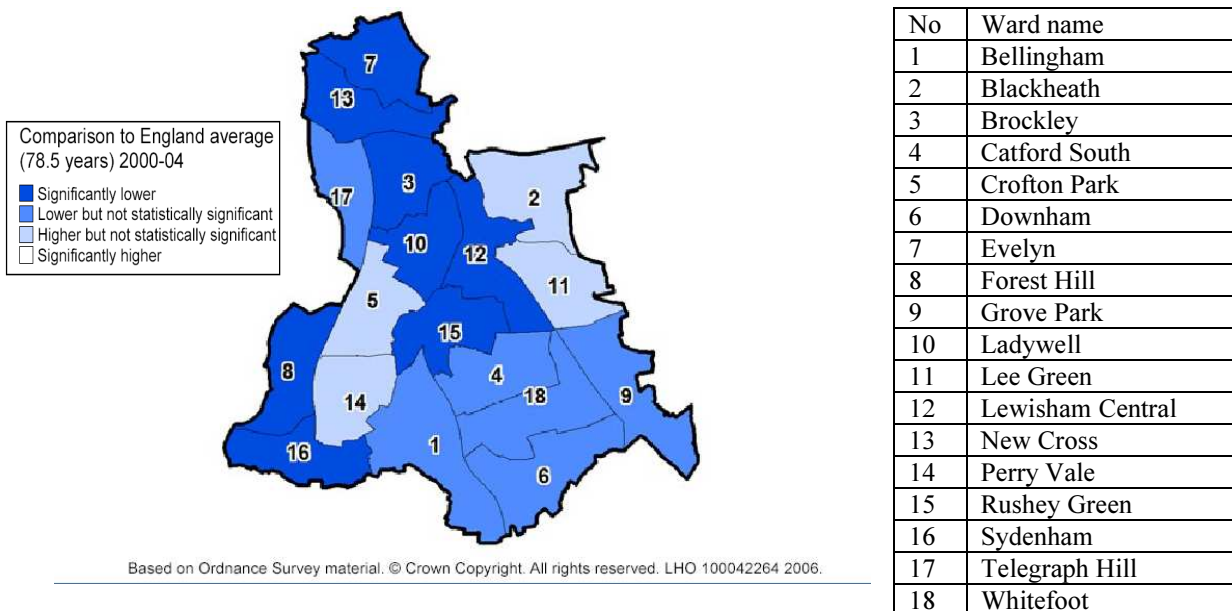 Comparison to England average
(78.5 years) 2000-04
Significantly lower
Lower but not statistically significant
Higher but not statistically significant
Significantly higher
7
13
17
3
2
10
12
11
5
15
8
4
14
18
9
16
1
6
Based on Ordnance Survey material. © Crown Copyright. All rights reserved. LHO 100042264 2006.
No Ward name
1 Bellingham
2 Blackheath
3 Brockley
4 Catford South
5 Crofton Park
6 Downham
7 Evelyn
8 Forest Hill
9 Grove Park
10 Ladywell
11 Lee Green
12 Lewisham Central
13 New Cross
14 Perry Vale
15 Rushey Green
16 Sydenham
17 Telegraph Hill
18 Whitefoot